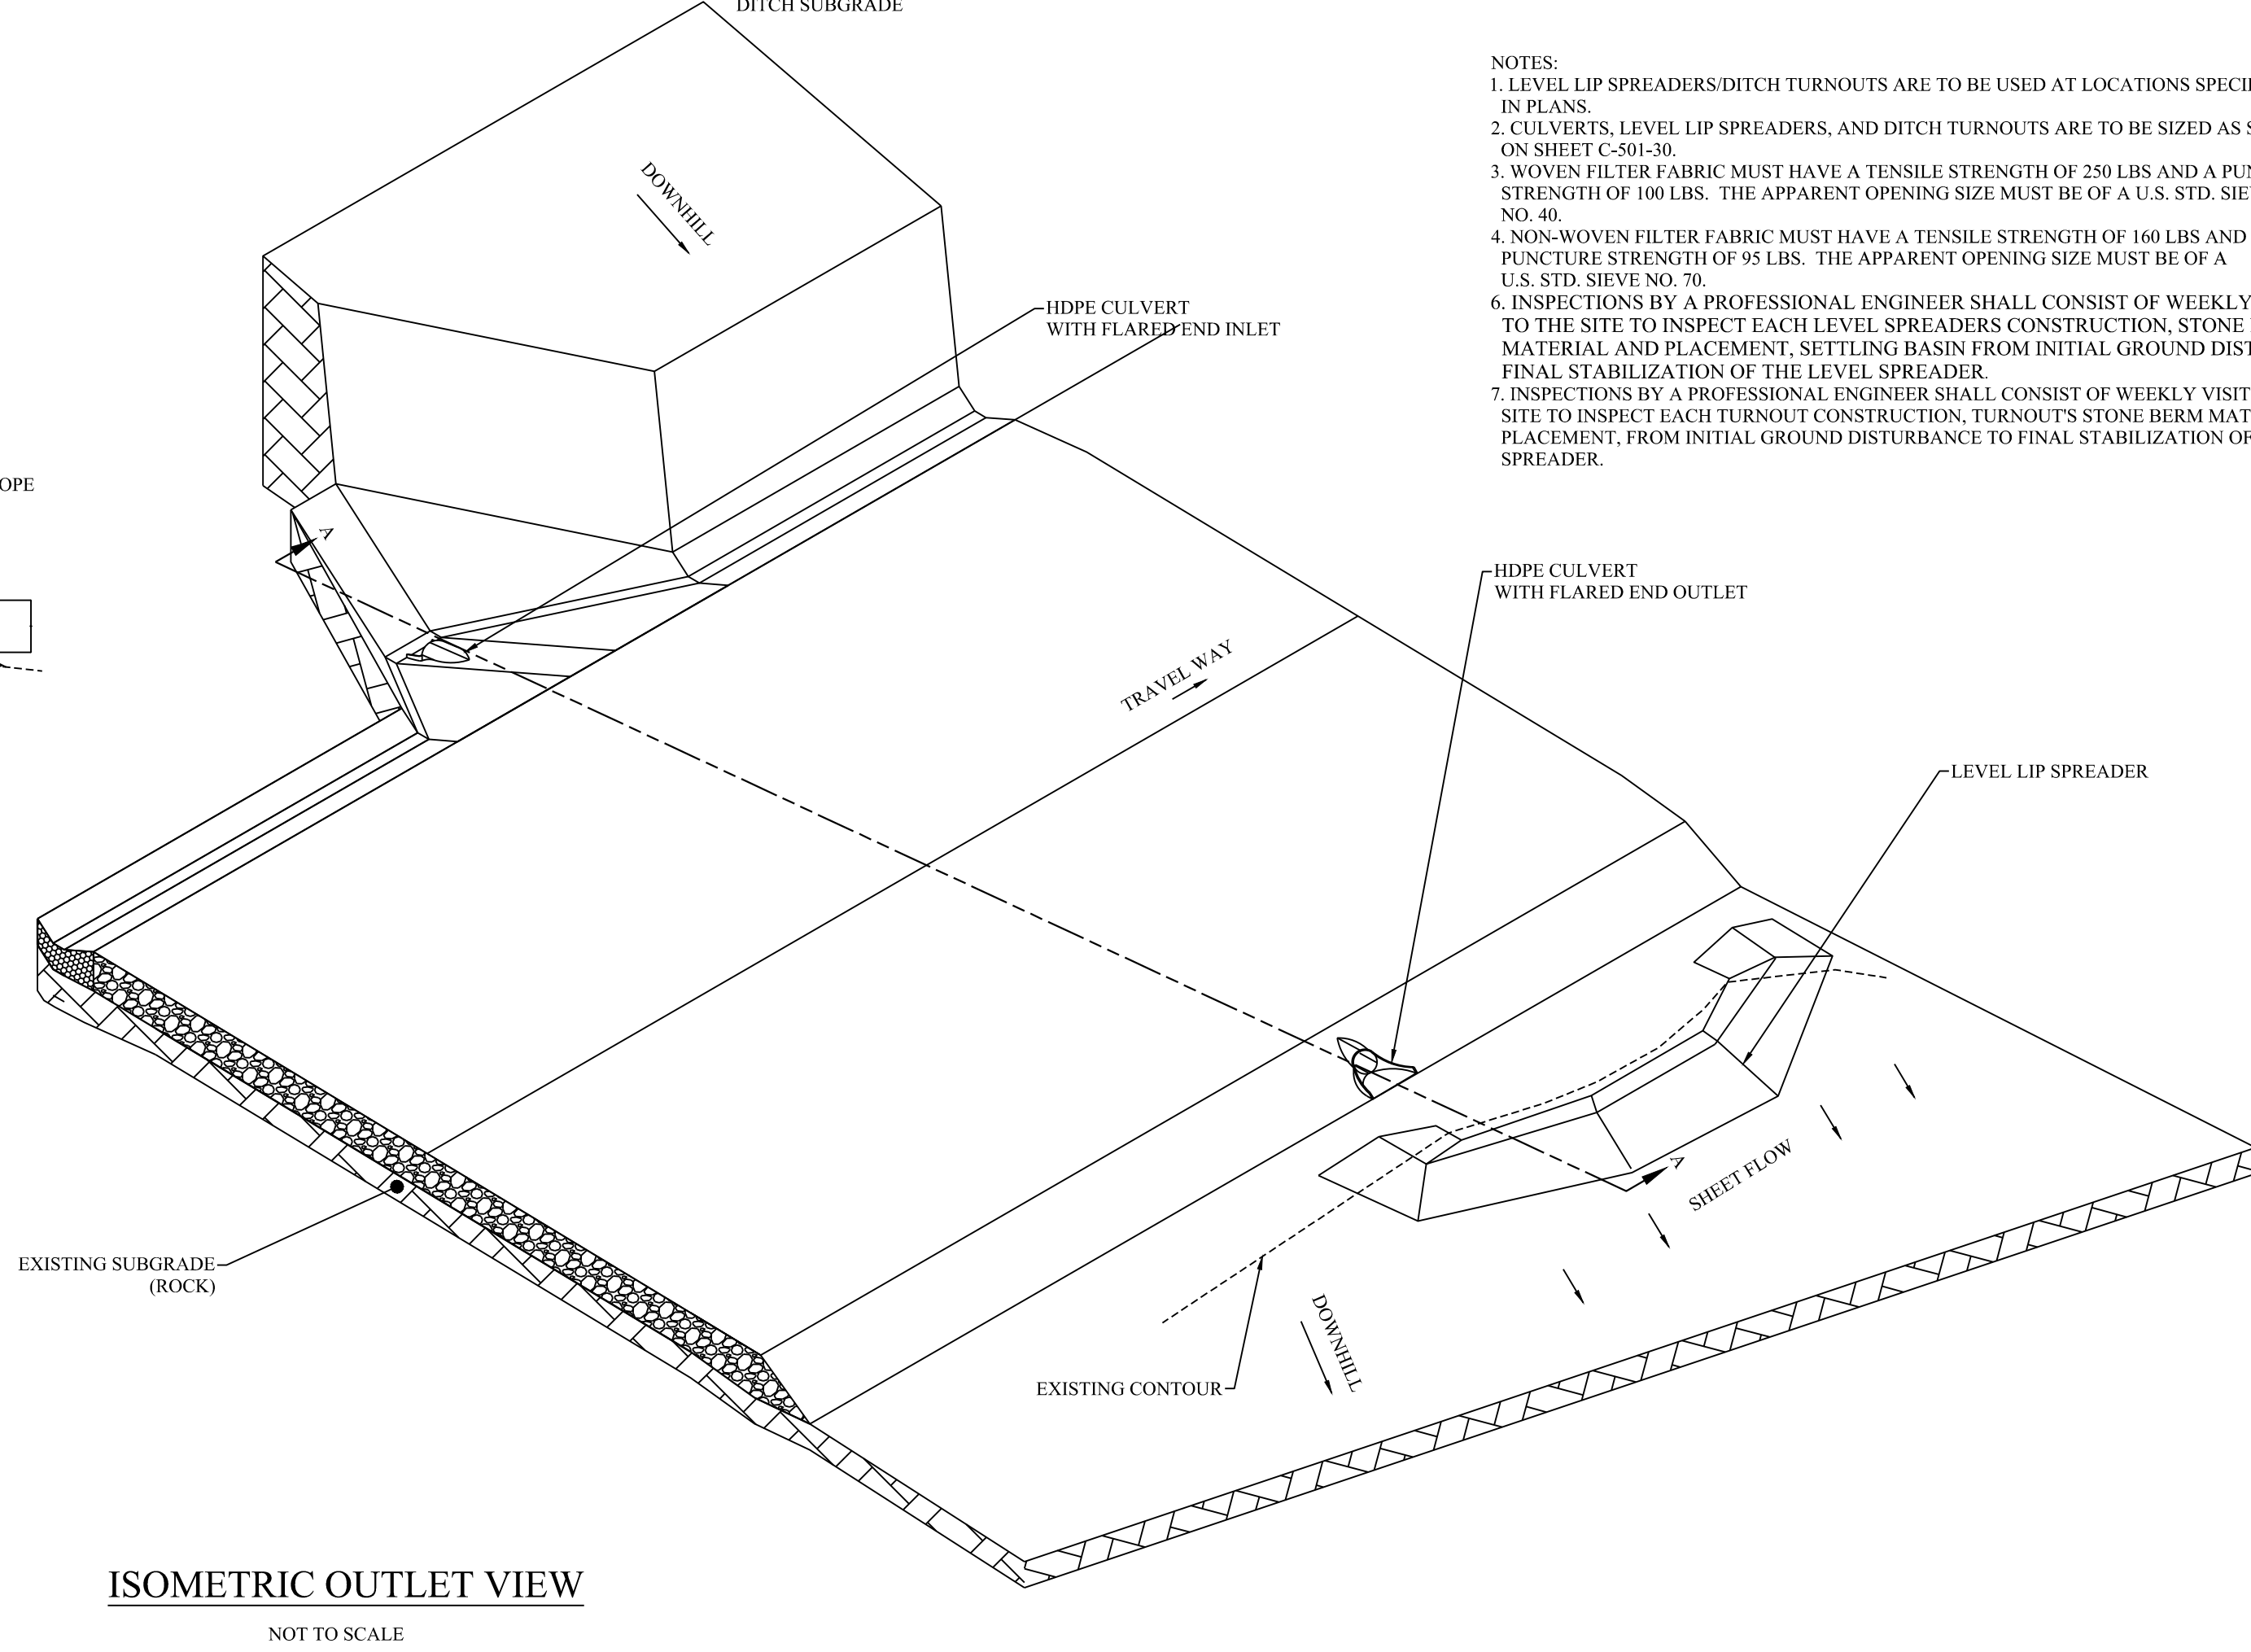 DITCH SUBGRADE
NOTES:
1. LEVEL LIP SPREADERS/DITCH TURNOUTS ARE TO BE USED AT LOCATIONS
IN PLANS.
2. CULVERTS, LEVEL LIP SPREADERS, AND DITCH TURNOUTS ARE TO BE SIZED AS
ON SHEET C-501-30.
3. WOVEN FILTER FABRIC MUST HAVE A TENSILE STRENGTH OF 250 LBS AND A
STRENGTH OF 100 LBS. THE APPARENT OPENING SIZE MUST BE OF A U.S. STD.
NO. 40.
4. NON-WOVEN FILTER FABRIC MUST HAVE A TENSILE STRENGTH OF 160 LBS AND
PUNCTURE STRENGTH OF 95 LBS. THE APPARENT OPENING SIZE MUST BE OF A
U.S. STD. SIEVE NO. 70.
6. INSPECTIONS BY A PROFESSIONAL ENGINEER SHALL CONSIST OF WEEKLY
TO THE SITE TO INSPECT EACH LEVEL SPREADERS CONSTRUCTION, STONE
MATERIAL AND PLACEMENT, SETTLING BASIN FROM INITIAL GROUND
FINAL STABILIZATION OF THE LEVEL SPREADER.
7. INSPECTIONS BY A PROFESSIONAL ENGINEER SHALL CONSIST OF WEEKLY
SITE TO INSPECT EACH TURNOUT CONSTRUCTION, TURNOUT'S STONE BERM
PLACEMENT, FROM INITIAL GROUND DISTURBANCE TO FINAL STABILIZATION OF
SPREADER.
DOWNHILL
HDPE CULVERT
WITH FLARED END INLET
OPE
A
HDPE CULVERT
WITH FLARED END OUTLET
TRAVEL WAY
LEVEL LIP SPREADER
A
SHEET FLOW
EXISTING SUBGRADE
(ROCK)
DOWNHILL
EXISTING CONTOUR
ISOMETRIC OUTLET VIEW
NOT TO SCALE